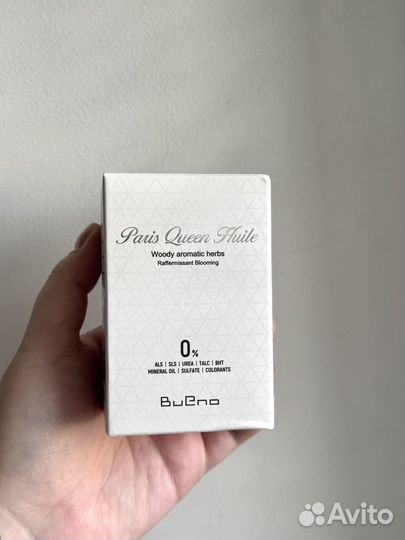 Paris Queen Huile
Woody aromatic herbs
Raffermissant Blooming
0%
ALS | SLS | UREA | TALC | BHT
MINERAL OIL | SULFATE | COLORANTS
BuEno
Avito